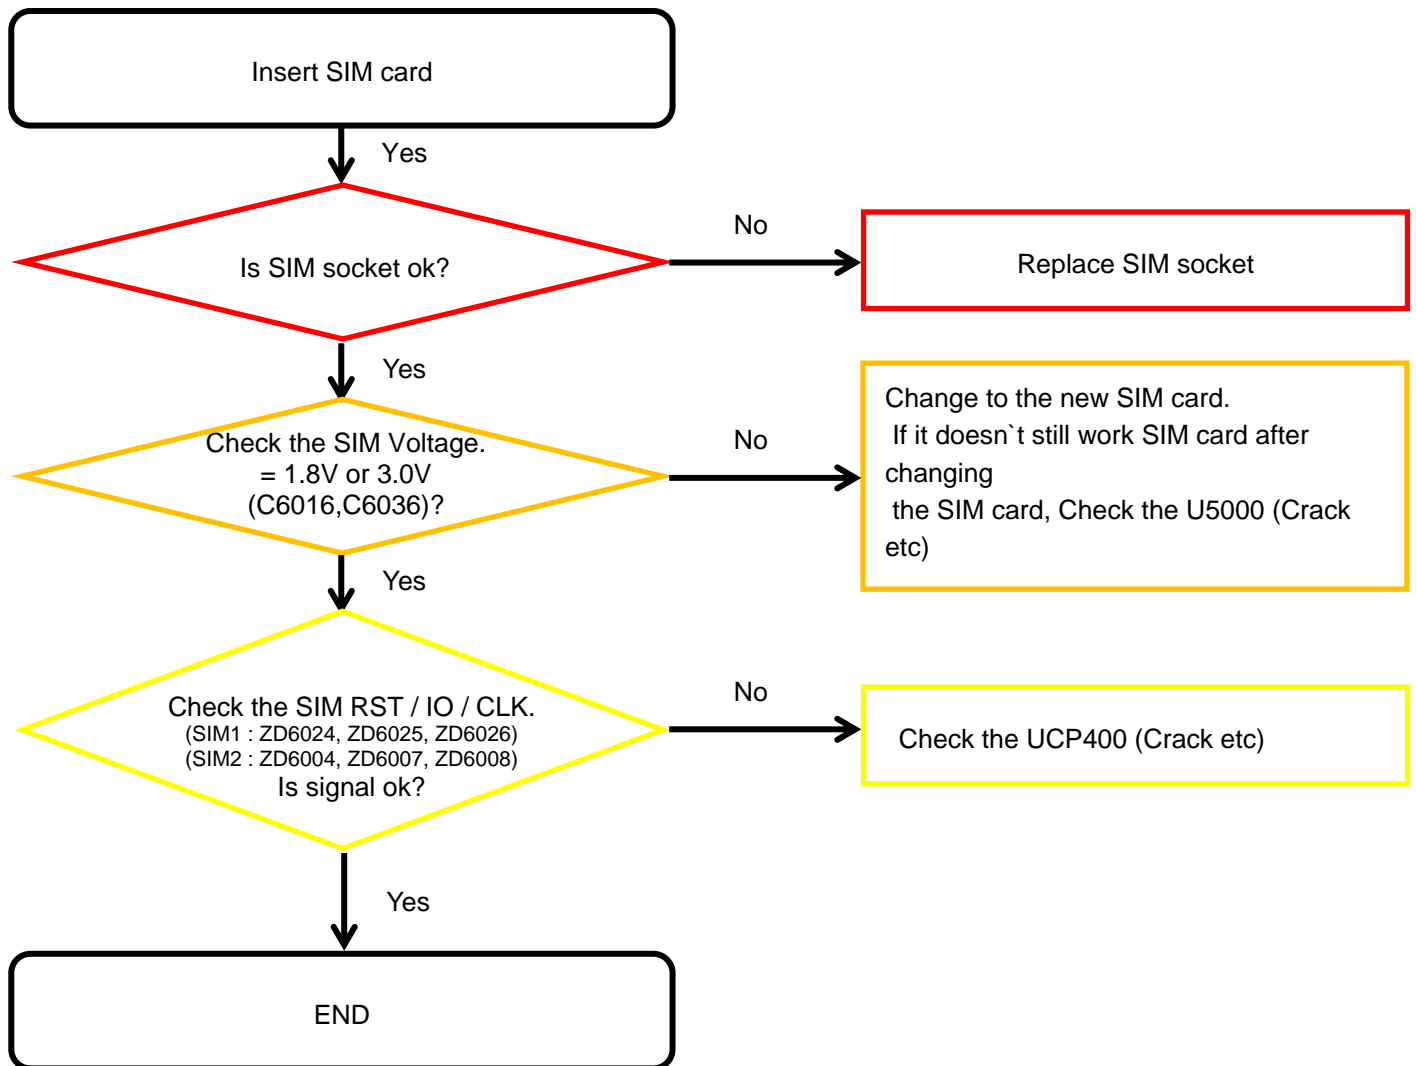 Insert SIM card
Yes
Is SIM socket ok?
No
Replace SIM socket
Yes
Check the SIM Voltage.
= 1.8V or 3.0V
(C6016,C6036)?
No
Change to the new SIM card.
If it doesn`t still work SIM card after
changing
the SIM card, Check the U5000 (Crack
etc)
Yes
Check the SIM RST / IO / CLK.
(SIM1 : ZD6024, ZD6025, ZD6026)
(SIM2 : ZD6004, ZD6007, ZD6008)
Is signal ok?
No
Check the UCP400 (Crack etc)
Yes
END